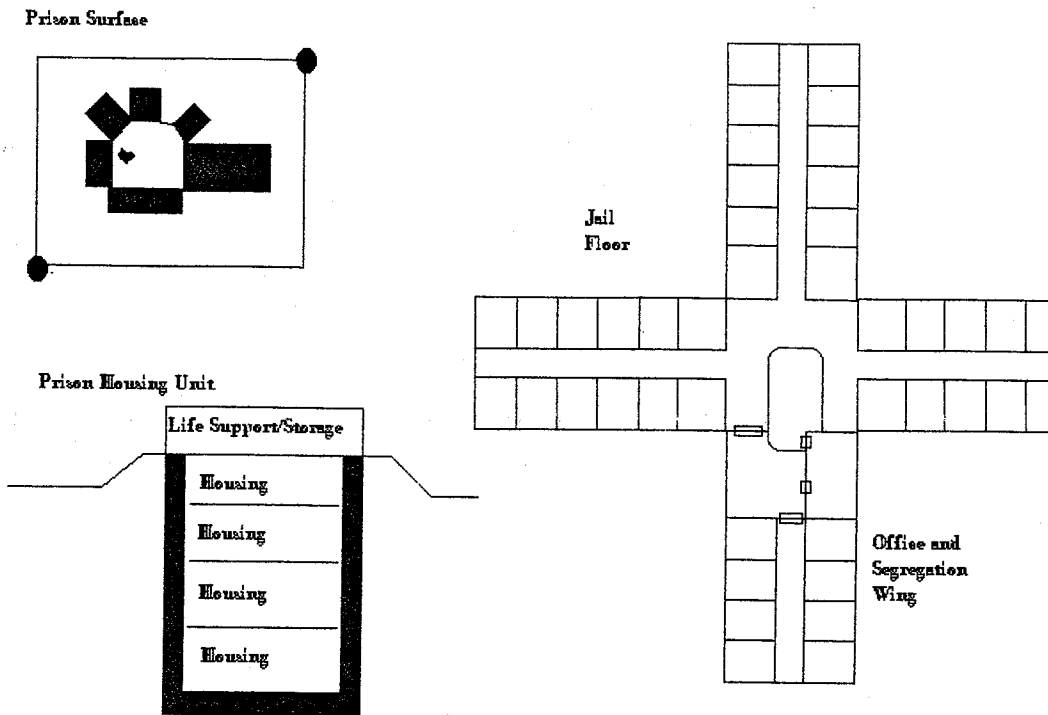 Prison Surface
Jail
Floor
Prison Housing Unit
Life Support/Storage
Housing
Housing
Housing
Housing
Office and
Segregation
Wing